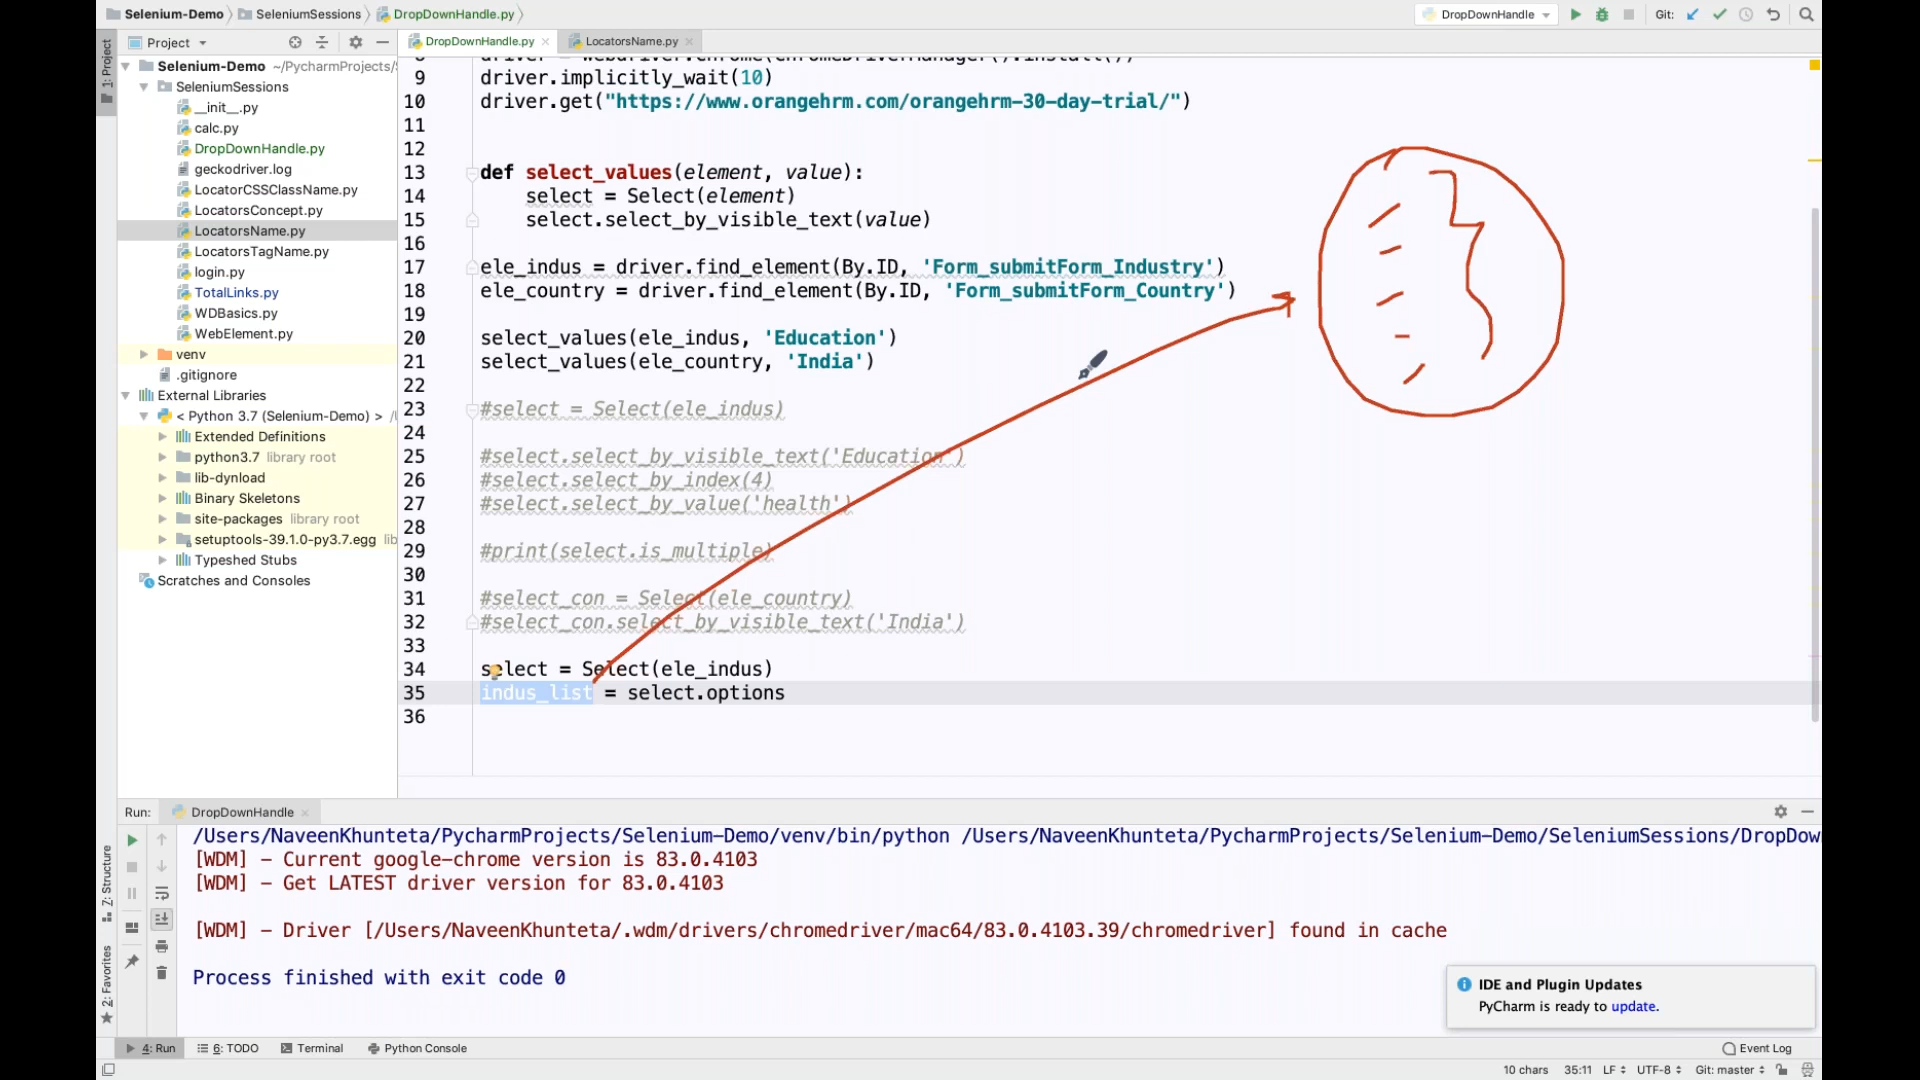 Selenium-Demo
SeleniumSessions
DropDownHandle.py
DropDownHandle
Git:
Project
DropDownHandle.py
LocatorsName.py
1: Project
Selenium-Demo ~/PycharmProjects/
SeleniumSessions
__init__.py
calc.py
DropDownHandle.py
geckodriver.log
LocatorCSSClassName.py
LocatorsConcept.py
LocatorsName.py
LocatorsTagName.py
login.py
TotalLinks.py
WDBasics.py
WebElement.py
venv
.gitignore
External Libraries
< Python 3.7 (Selenium-Demo) >
Extended Definitions
python3.7 library root
lib-dynload
Binary Skeletons
site-packages library root
setuptools-39.1.0-py3.7.egg lib
Typeshed Stubs
Scratches and Consoles
8 driver = webdriver.Chrome(ChromeDriverManager().install())
9 driver.implicitly_wait(10)
10 driver.get("https://www.orangehrm.com/orangehrm-30-day-trial/")
11
12
13 def select_values(element, value):
14 select = Select(element)
15 select.select_by_visible_text(value)
16
17 ele_indus = driver.find_element(By.ID, 'Form_submitForm_Industry')
18 ele_country = driver.find_element(By.ID, 'Form_submitForm_Country')
19
20 select_values(ele_indus, 'Education')
21 select_values(ele_country, 'India')
22
23 #select = Select(ele_indus)
24
25 #select.select_by_visible_text('Education')
26 #select.select_by_index(4)
27 #select.select_by_value('health')
28
29 #print(select.is_multiple)
30
31 #select_con = Select(ele_country)
32 #select_con.select_by_visible_text('India')
33
34 select = Select(ele_indus)
35 indus_list = select.options
36
Run: DropDownHandle
/Users/NaveenKhunteta/PycharmProjects/Selenium-Demo/venv/bin/python /Users/NaveenKhunteta/PycharmProjects/Selenium-Demo/SeleniumSessions/DropDow
[WDM] - Current google-chrome version is 83.0.4103
[WDM] - Get LATEST driver version for 83.0.4103
[WDM] - Driver [/Users/NaveenKhunteta/.wdm/drivers/chromedriver/mac64/83.0.4103.39/chromedriver] found in cache
Process finished with exit code 0
Z: Structure
2: Favorites
IDE and Plugin Updates
PyCharm is ready to update.
4: Run
6: TODO
Terminal
Python Console
Event Log
10 chars 35:11 LF UTF-8 Git: master